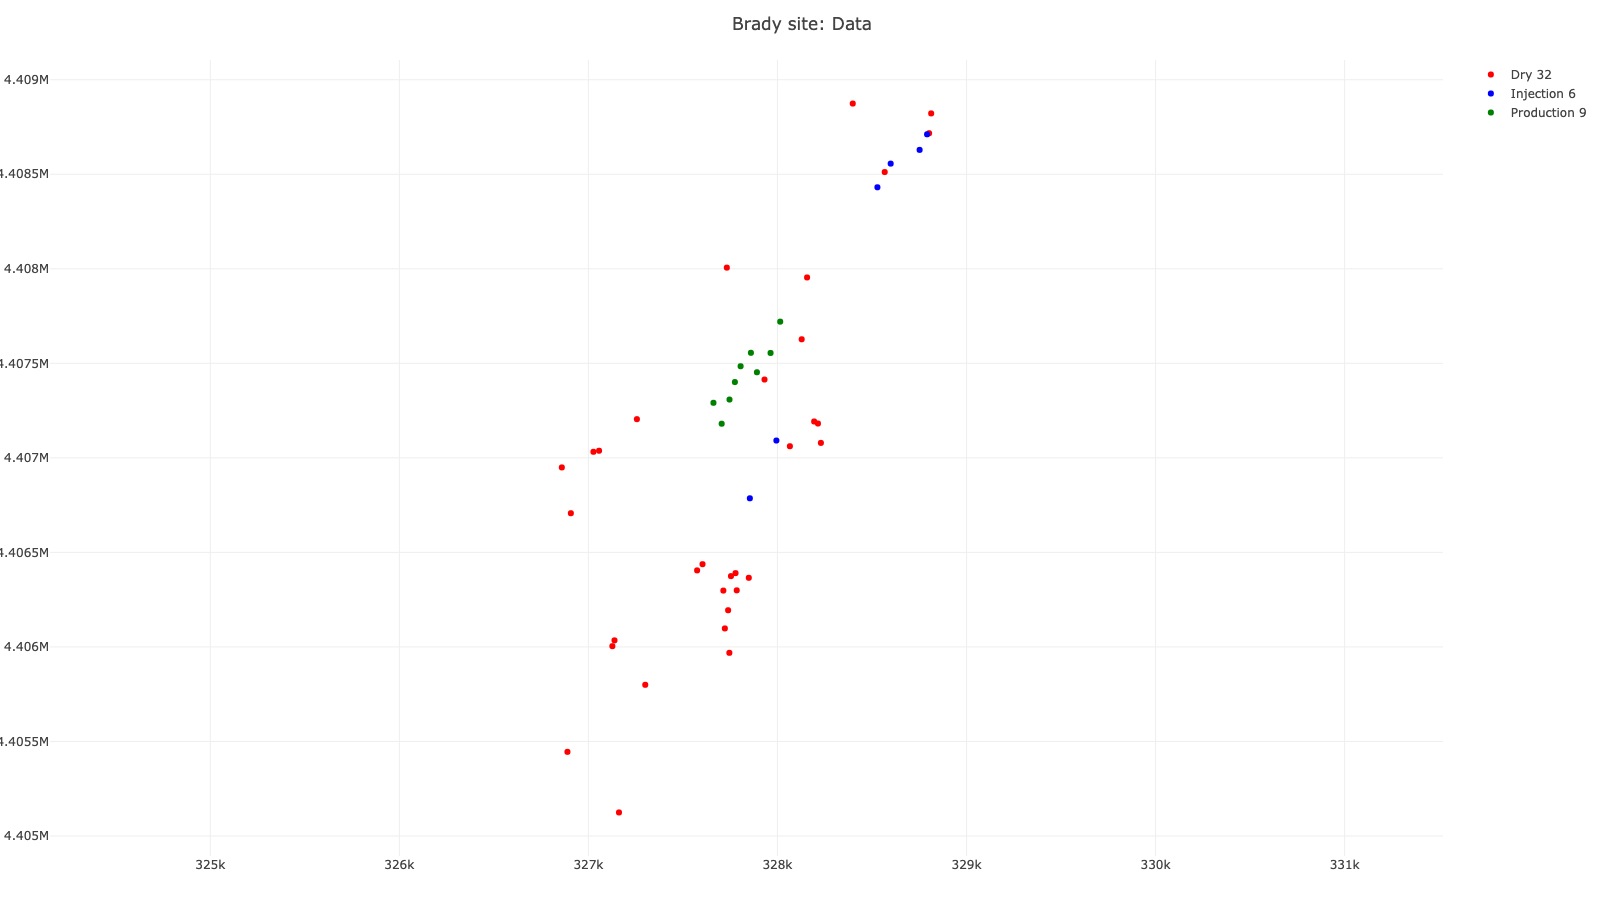 Brady site: Data
Dry 32
Injection 6
Production 9
4.409M
4.4085M
4.408M
4.4075M
4.407M
4.4065M
4.406M
4.4055M
4.405M
325k 326k 327k 328k 329k 330k 331k